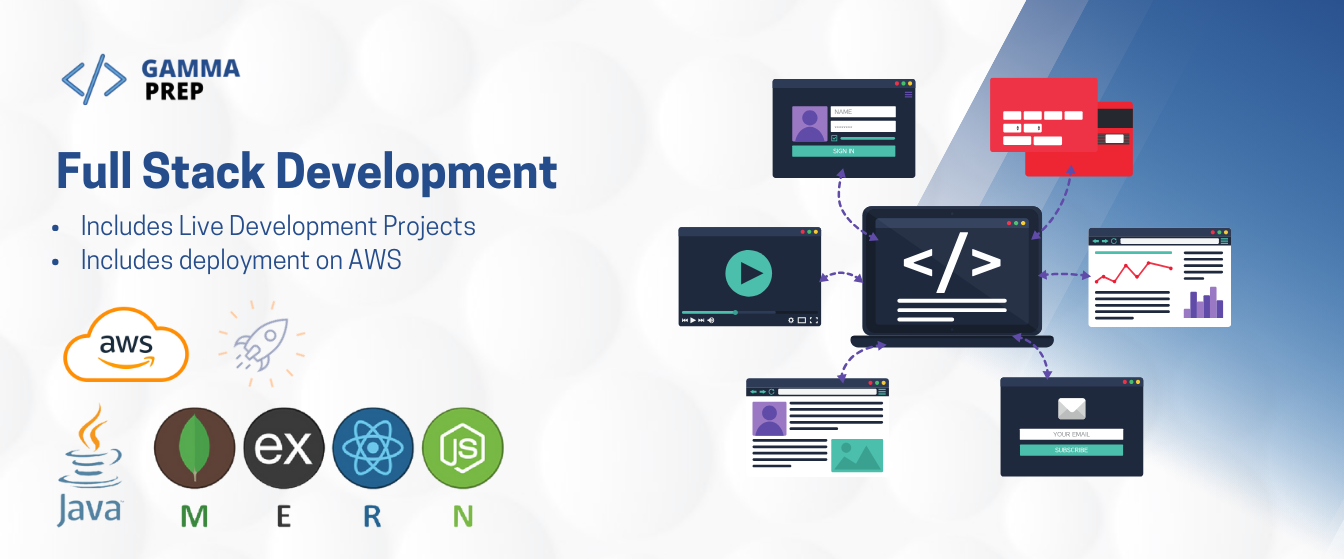 </> GAMMA
PREP
Full Stack Development
• Includes Live Development Projects
• Includes deployment on AWS
aws
Java
ex
JS
M E R N
NAME
********
SIGN IN
</>
YOUR EMAIL
SUBSCRIBE